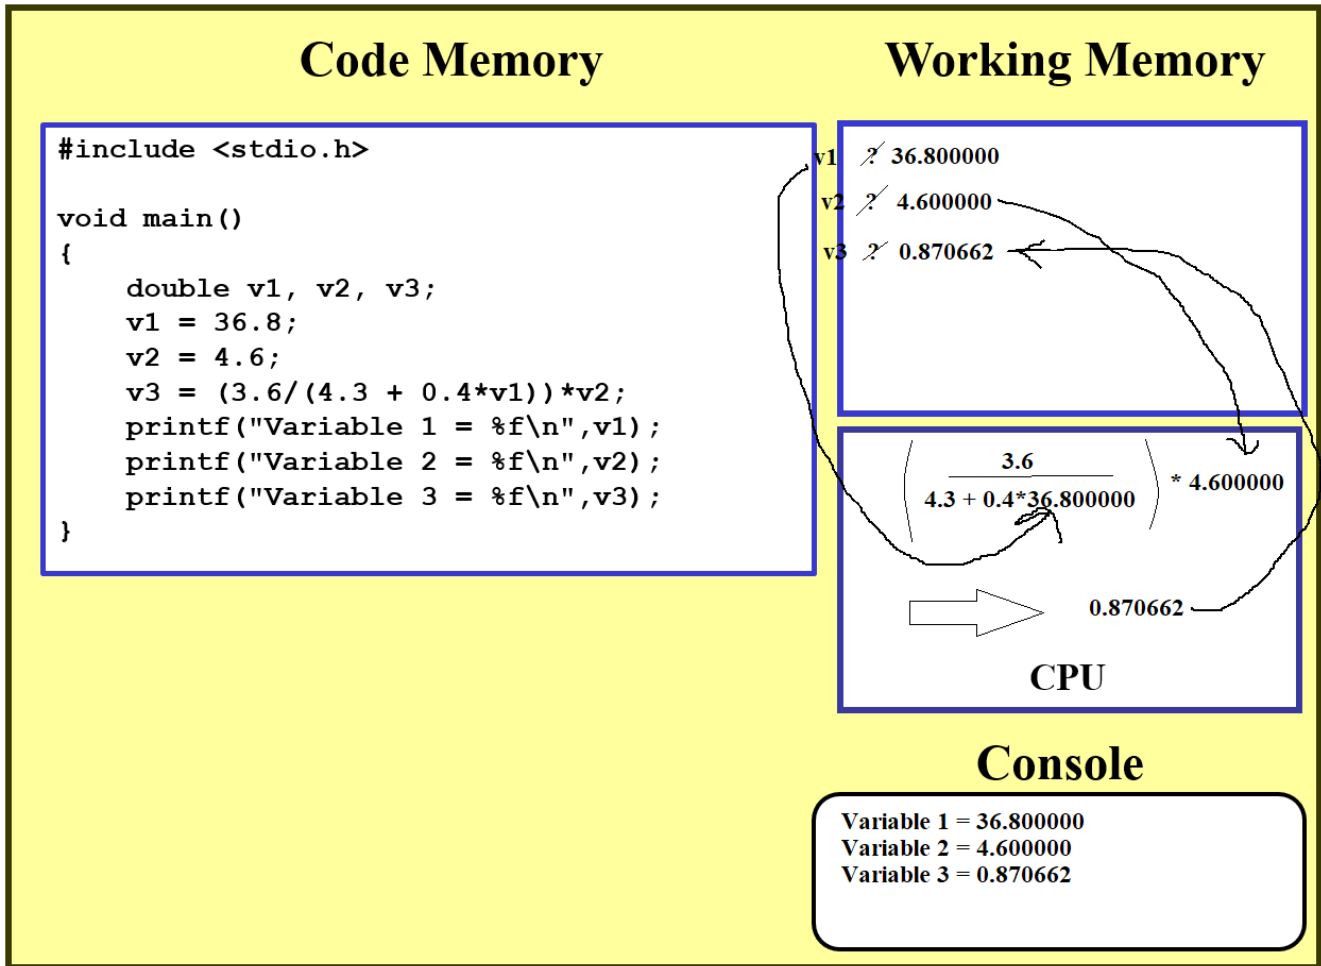 Code Memory
Working Memory
#include <stdio.h>
void main()
{
double v1, v2, v3;
v1 = 36.8;
v2 = 4.6;
v3 = (3.6/(4.3 + 0.4*v1))*v2;
printf("Variable 1 = %f\n",v1);
printf("Variable 2 = %f\n",v2);
printf("Variable 3 = %f\n",v3);
}
v1 ? 36.800000
v2 ? 4.600000
v3 ? 0.870662
3.6
4.3 + 0.4*36.800000
* 4.600000
0.870662
CPU
Console
Variable 1 = 36.800000
Variable 2 = 4.600000
Variable 3 = 0.870662